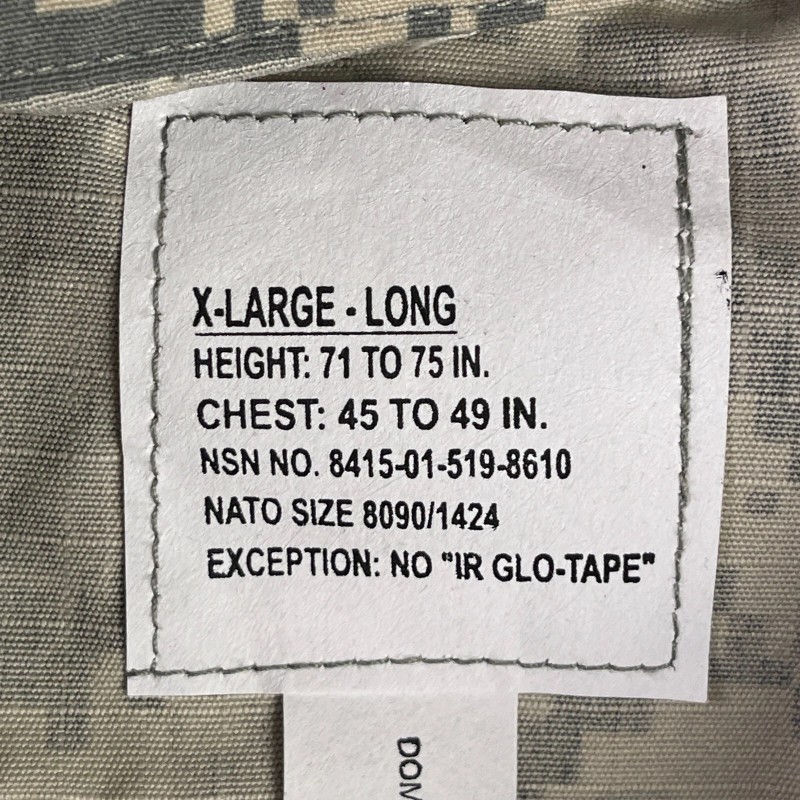 X-LARGE - LONG
HEIGHT: 71 TO 75 IN.
CHEST: 45 TO 49 IN.
NSN NO. 8415-01-519-8610
NATO SIZE 8090/1424
EXCEPTION: NO "IR GLO-TAPE"